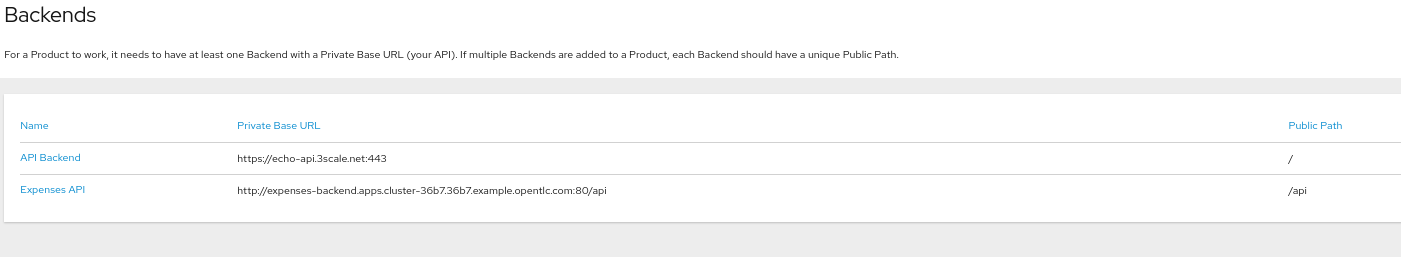 Backends
For a Product to work, it needs to have at least one Backend with a Private Base URL (your API). If multiple Backends are added to a Product, each Backend should have a unique Public Path.
Name Private Base URL Public Path
API Backend https://echo-api.3scale.net:443 /
Expenses API http://expenses-backend.apps.cluster-36b7.36b7.example.opentlc.com:80/api /api